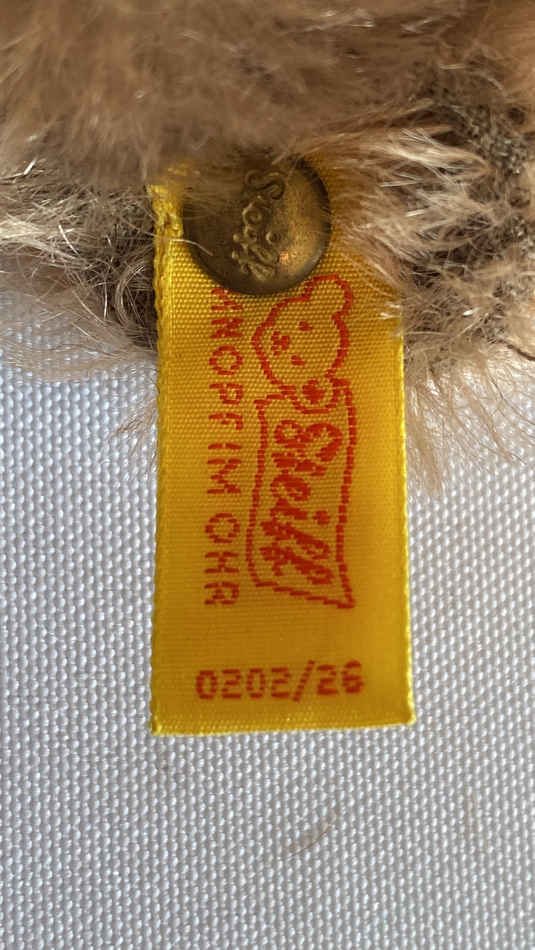 Steiff
KNOPF IM OHR
Steiff
0202/26